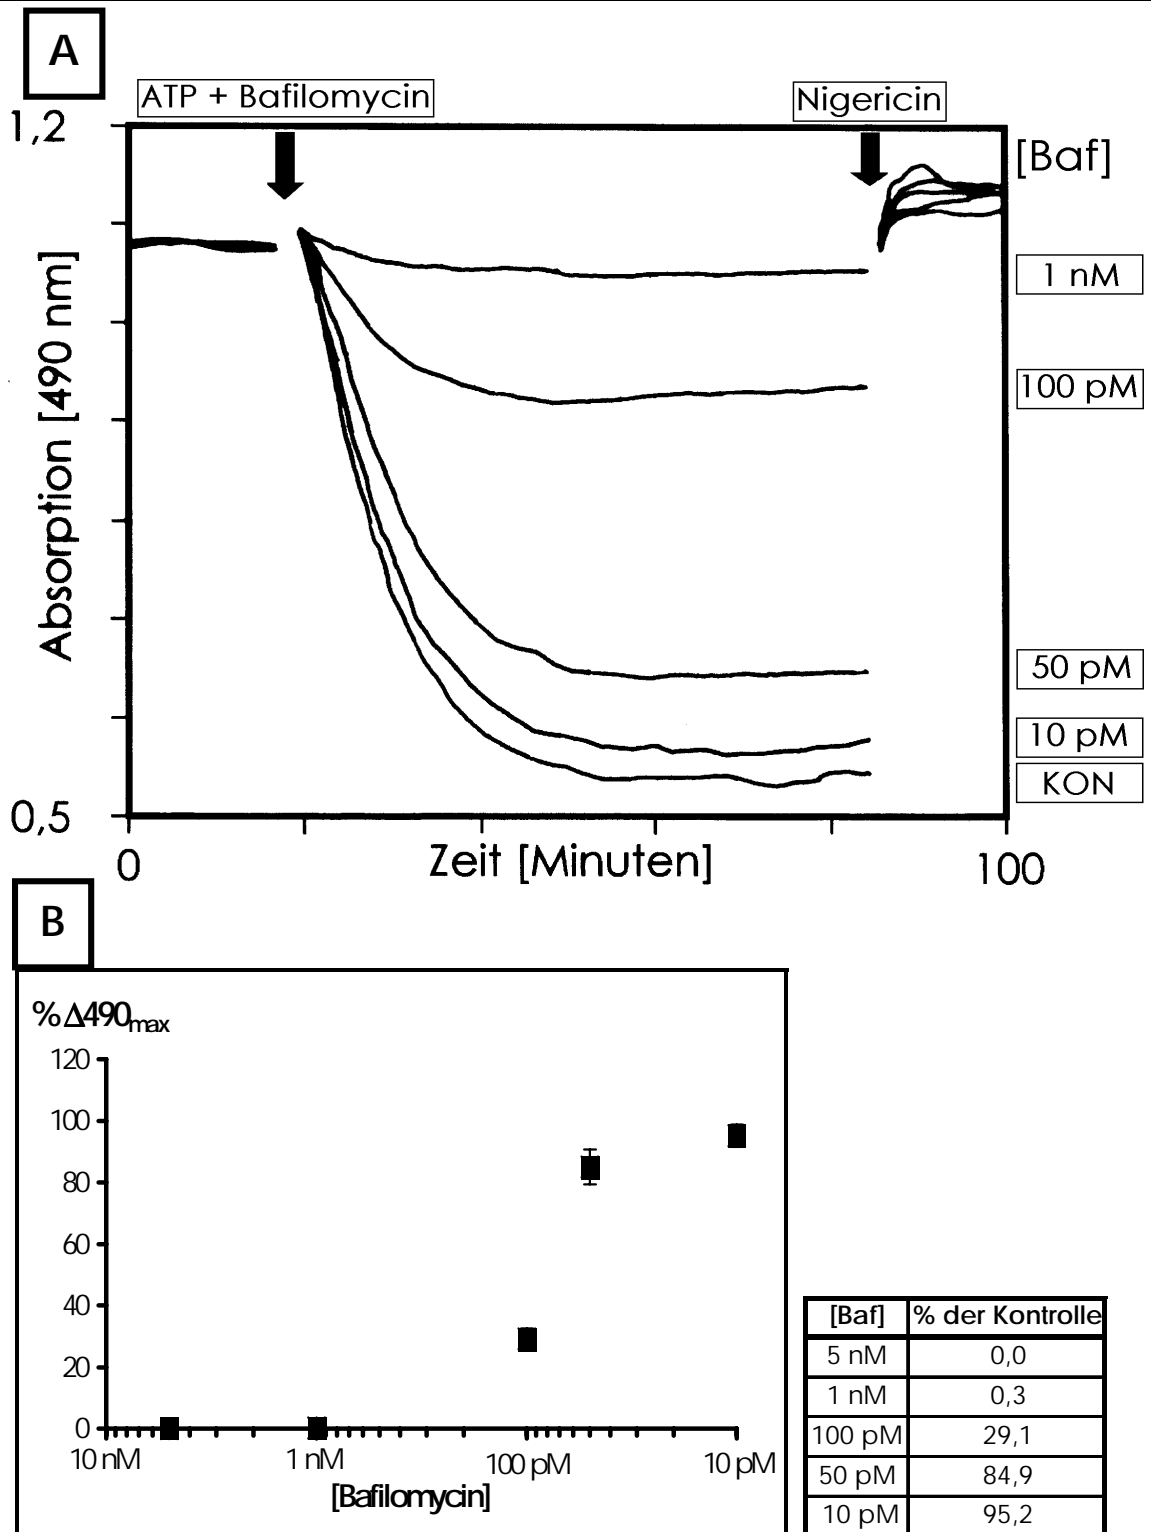 A
ATP + Bafilomycin
Nigericin
1,2
[Baf]
1 nM
100 pM
50 pM
10 pM
KON
Absorption [490 nm]
0,5
0
Zeit [Minuten]
100
B
% Δ490max
120
100
80
60
40
20
0
10 nM
1 nM
100 pM
10 pM
[Bafilomycin]
[Baf] % der Kontrolle
5 nM 0,0
1 nM 0,3
100 pM 29,1
50 pM 84,9
10 pM 95,2